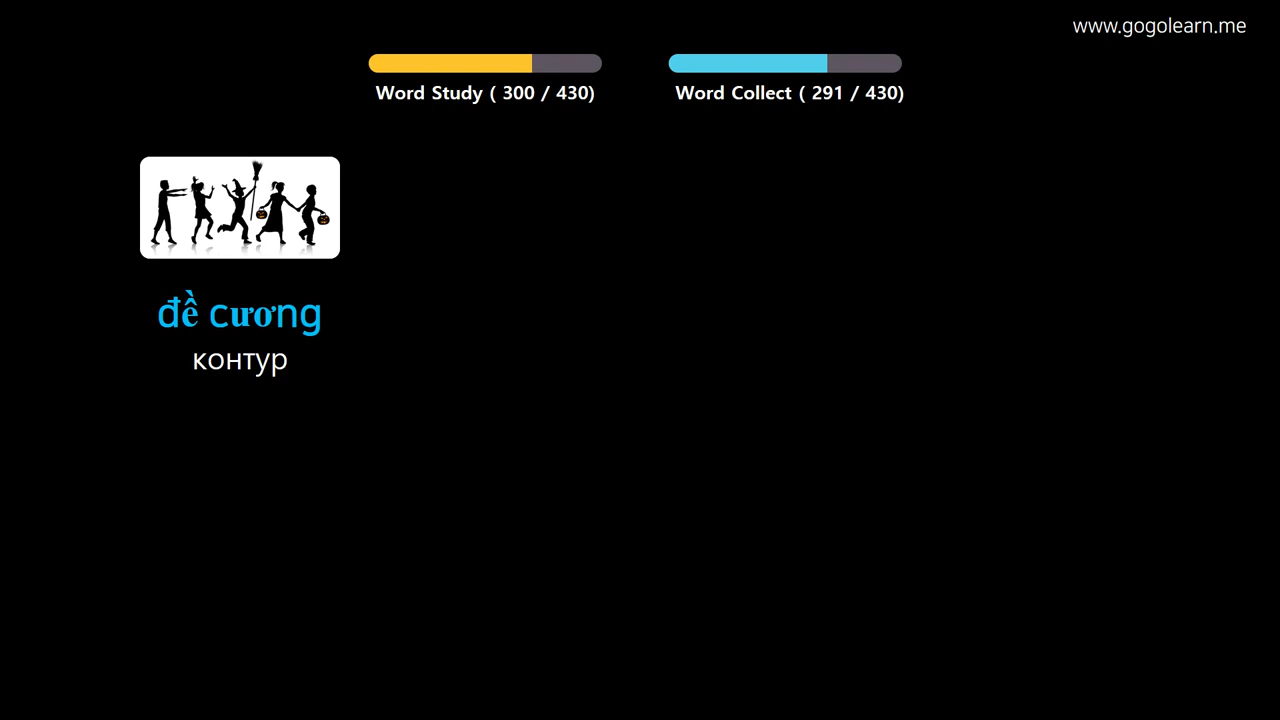 www.gogolearn.me
Word Study ( 300 / 430)
Word Collect ( 291 / 430)
đề cương
контур